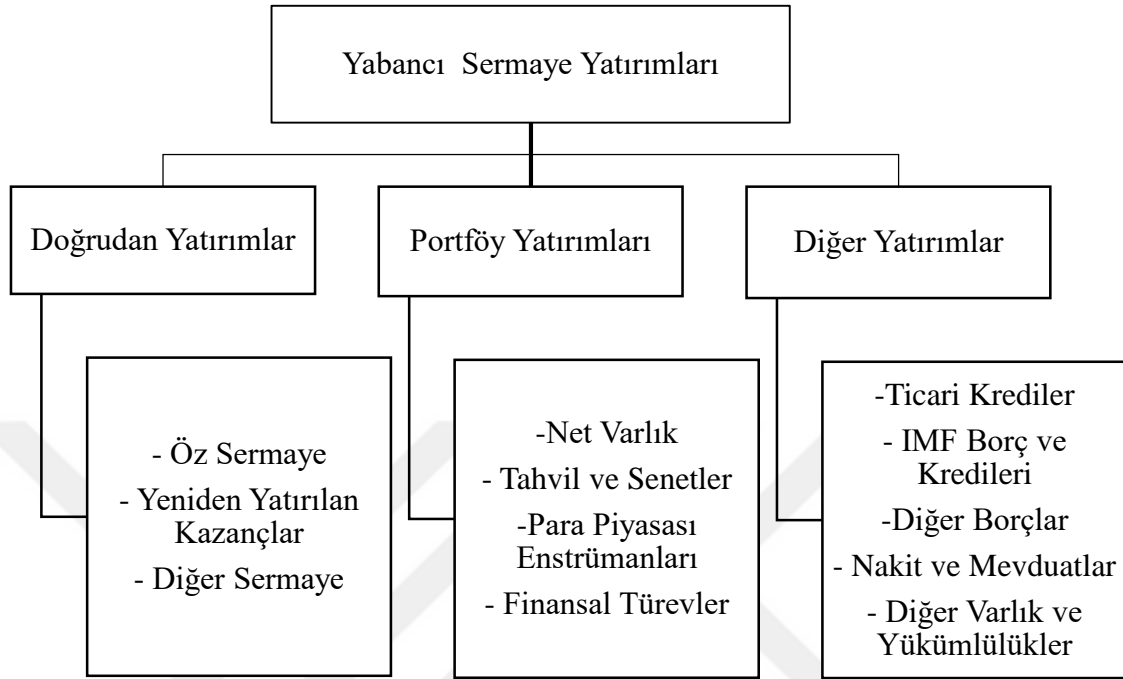 Yabancı Sermaye Yatırımları
Doğrudan Yatırımlar
Portföy Yatırımları
Diğer Yatırımlar
- Öz Sermaye
- Yeniden Yatırılan
Kazançlar
- Diğer Sermaye
-Net Varlık
- Tahvil ve Senetler
-Para Piyasası
Enstrümanları
- Finansal Türevler
-Ticari Krediler
- IMF Borç ve
Kredileri
-Diğer Borçlar
- Nakit ve Mevduatlar
- Diğer Varlık ve
Yükümlülükler